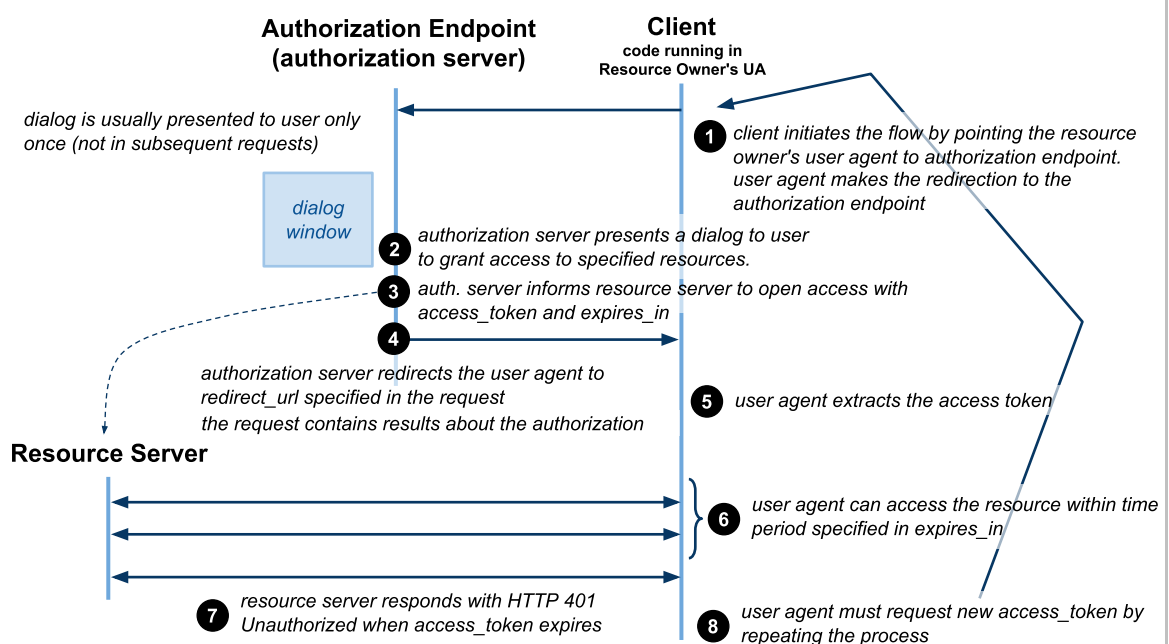 Authorization Endpoint
(authorization server)
Client
code running in
Resource Owner's UA
dialog is usually presented to user only
once (not in subsequent requests)
1 client initiates the flow by pointing the resource
owner's user agent to authorization endpoint.
user agent makes the redirection to the
authorization endpoint
dialog
window
2 authorization server presents a dialog to user
to grant access to specified resources.
3 auth. server informs resource server to open access with
access_token and expires_in
4
authorization server redirects the user agent to
redirect_url specified in the request
the request contains results about the authorization
5 user agent extracts the access token
Resource Server
6 user agent can access the resource within time
period specified in expires_in
7 resource server responds with HTTP 401
Unauthorized when access_token expires
8 user agent must request new access_token by
repeating the process